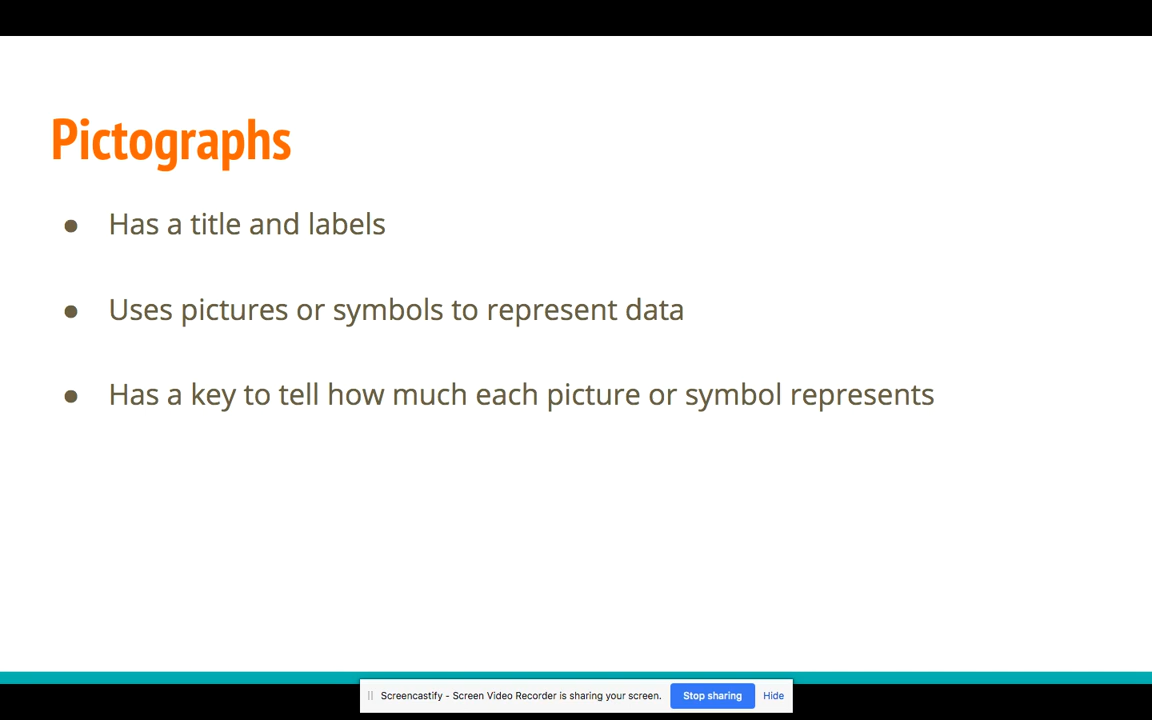 Pictographs
● Has a title and labels
● Uses pictures or symbols to represent data
● Has a key to tell how much each picture or symbol represents
Screencastify - Screen Video Recorder is sharing your screen. Stop sharing Hide